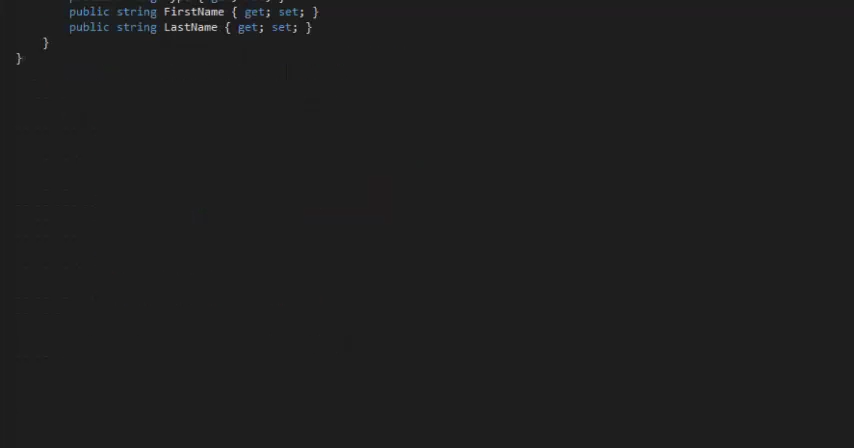 public string FirstName { get; set; }
public string LastName { get; set; }
}
}